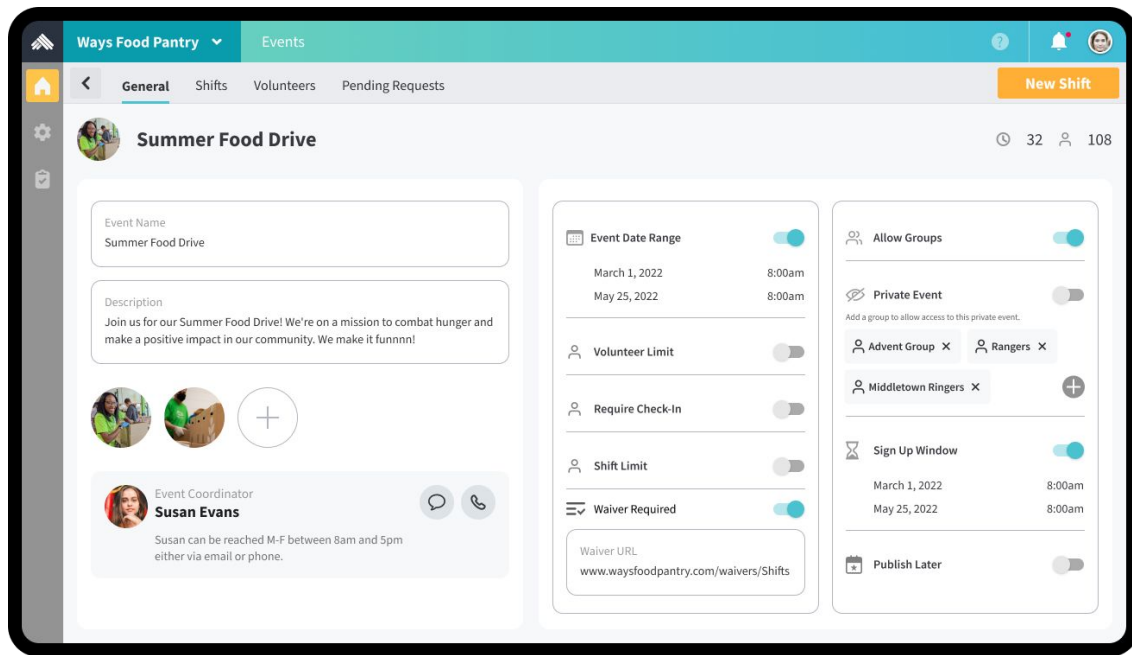 Ways Food Pantry
Events
General
Shifts
Volunteers
Pending Requests
New Shift
Summer Food Drive
32
108
Event Name
Summer Food Drive
Description
Join us for our Summer Food Drive! We're on a mission to combat hunger and
make a positive impact in our community. We make it funnnn!
Event Coordinator
Susan Evans
Susan can be reached M-F between 8am and 5pm
either via email or phone.
Event Date Range
March 1, 2022 8:00am
May 25, 2022 8:00am
Volunteer Limit
Require Check-In
Shift Limit
Waiver Required
Waiver URL
www.waysfoodpantry.com/waivers/Shifts
Allow Groups
Private Event
Add a group to allow access to this private event.
Advent Group
Rangers
Middletown Ringers
Sign Up Window
March 1, 2022 8:00am
May 25, 2022 8:00am
Publish Later